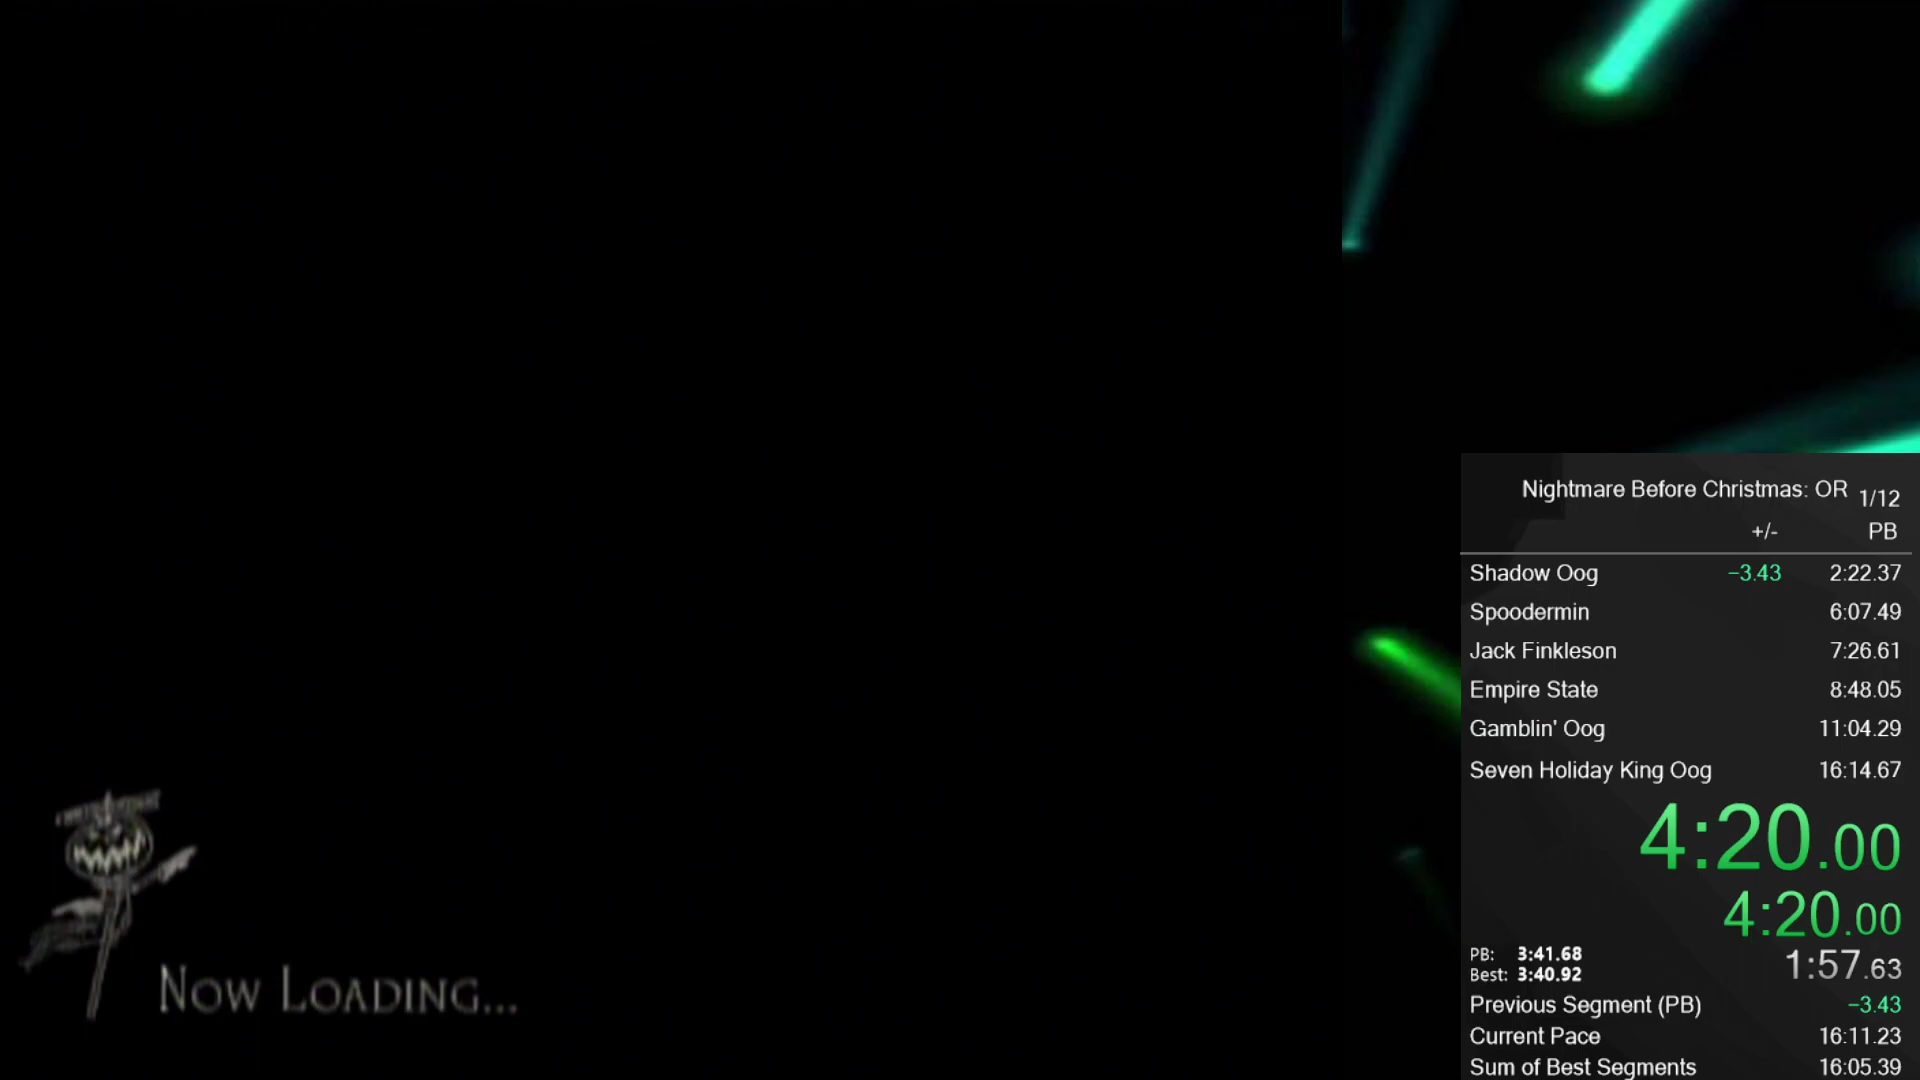 Nightmare Before Christmas: OR 1/12
+/- PB
Shadow Oog −3.43 2:22.37
Spoodermin 6:07.49
Jack Finkleson 7:26.61
Empire State 8:48.05
Gamblin' Oog 11:04.29
Seven Holiday King Oog 16:14.67
4:20.00
4:20.00
PB: 3:41.68
Best: 3:40.92
1:57.63
Previous Segment (PB) −3.43
Current Pace 16:11.23
Sum of Best Segments 16:05.39
Now Loading...